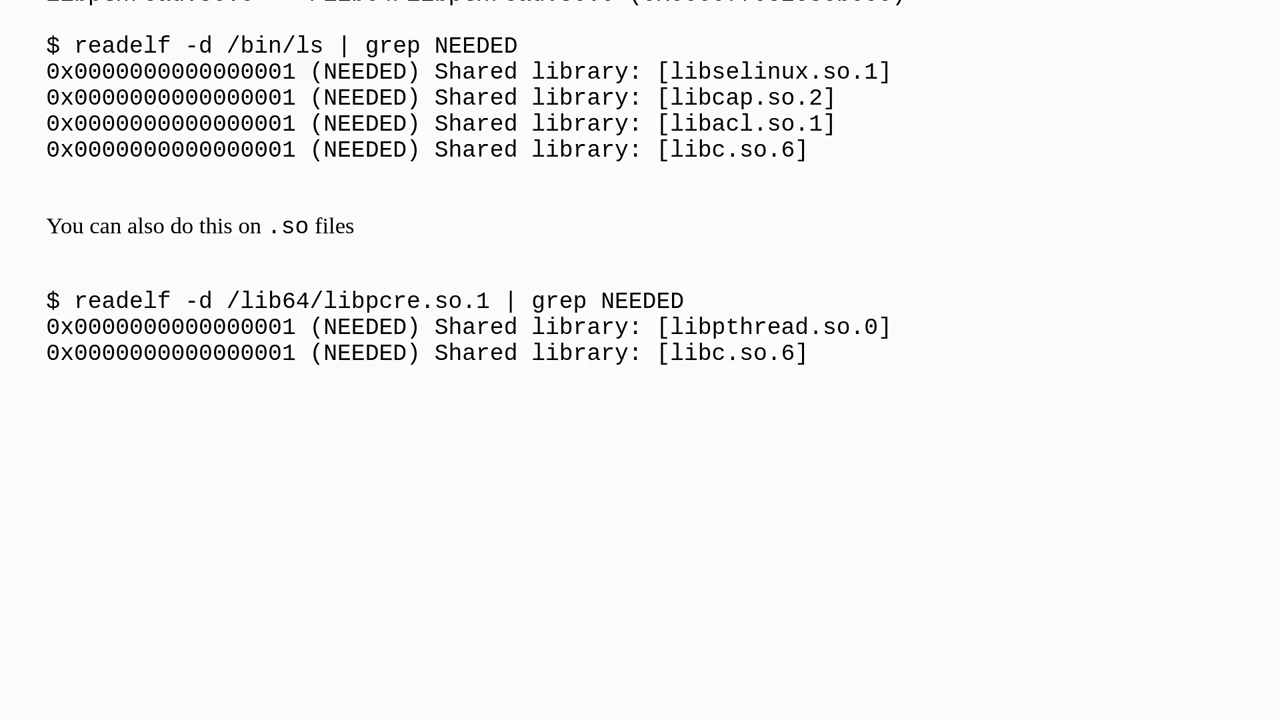 $ readelf -d /bin/ls | grep NEEDED
0x0000000000000001 (NEEDED) Shared library: [libselinux.so.1]
0x0000000000000001 (NEEDED) Shared library: [libcap.so.2]
0x0000000000000001 (NEEDED) Shared library: [libacl.so.1]
0x0000000000000001 (NEEDED) Shared library: [libc.so.6]
You can also do this on .so files
$ readelf -d /lib64/libpcre.so.1 | grep NEEDED
0x0000000000000001 (NEEDED) Shared library: [libpthread.so.0]
0x0000000000000001 (NEEDED) Shared library: [libc.so.6]